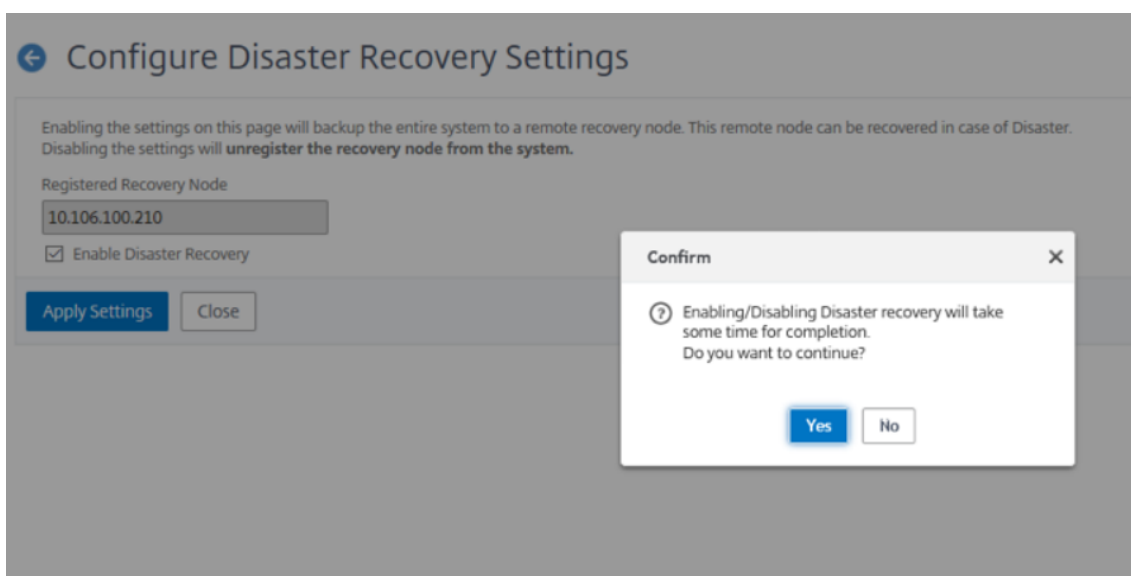 Configure Disaster Recovery Settings
Enabling the settings on this page will backup the entire system to a remote recovery node. This remote node can be recovered in case of Disaster.
Disabling the settings will unregister the recovery node from the system.
Registered Recovery Node
10.106.100.210
Enable Disaster Recovery
Apply Settings
Close
Confirm
Enabling/Disabling Disaster recovery will take
some time for completion.
Do you want to continue?
Yes
No